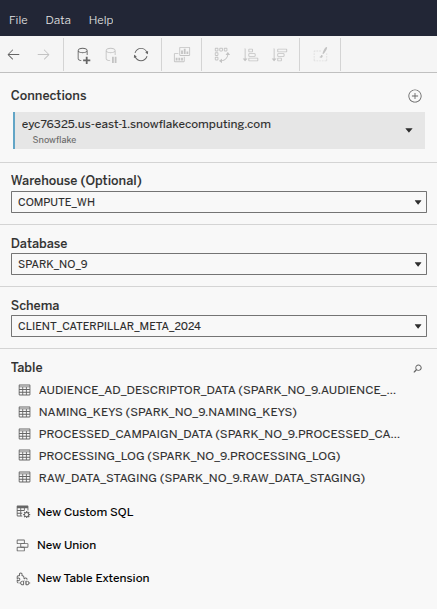 File Data Help
Connections
eyc76325.us-east-1.snowflakecomputing.com
Snowflake
Warehouse (Optional)
COMPUTE_WH
Database
SPARK_NO_9
Schema
CLIENT_CATERPILLAR_META_2024
Table
AUDIENCE_AD_DESCRIPTOR_DATA (SPARK_NO_9.AUDIENCE_...
NAMING_KEYS (SPARK_NO_9.NAMING_KEYS)
PROCESSED_CAMPAIGN_DATA (SPARK_NO_9.PROCESSED_CA...
PROCESSING_LOG (SPARK_NO_9.PROCESSING_LOG)
RAW_DATA_STAGING (SPARK_NO_9.RAW_DATA_STAGING)
New Custom SQL
New Union
New Table Extension